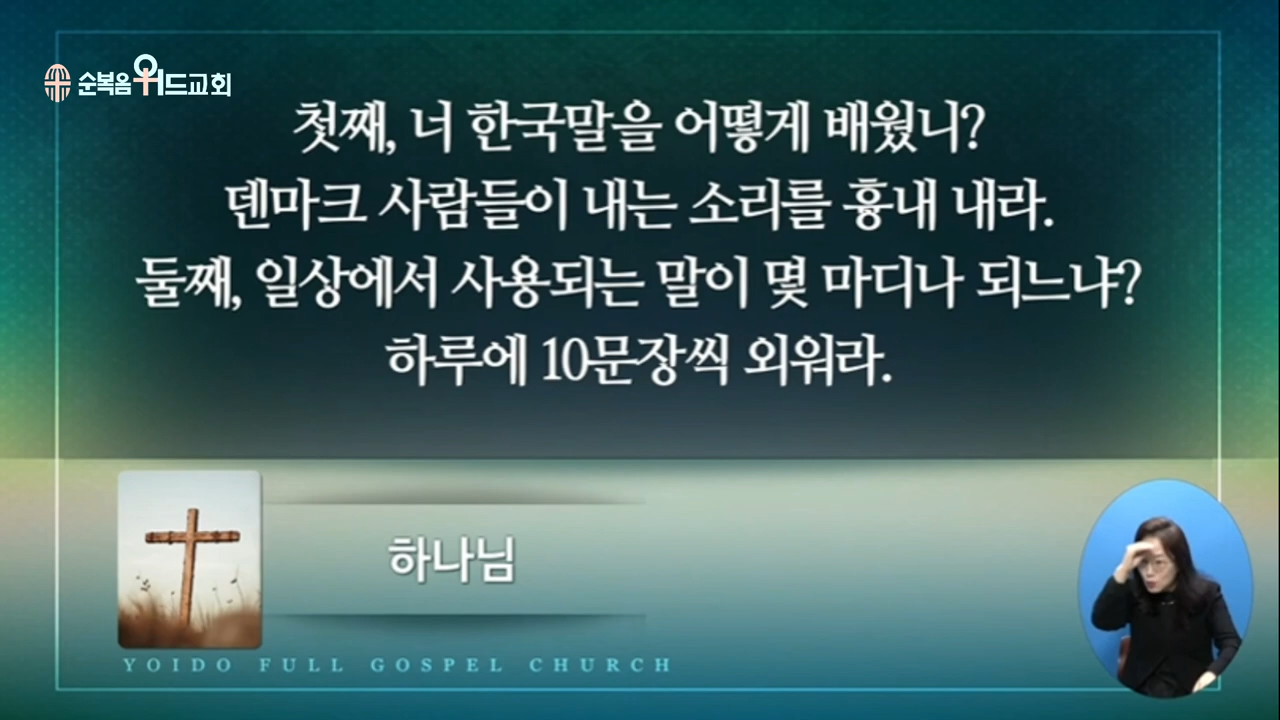 순복음워드교회
첫째, 너 한국말을 어떻게 배웠니?
덴마크 사람들이 내는 소리를 흉내 내라.
둘째, 일상에서 사용되는 말이 몇 마디나 되느냐?
하루에 10문장씩 외워라.
하나님
YOIDO FULL GOSPEL CHURCH